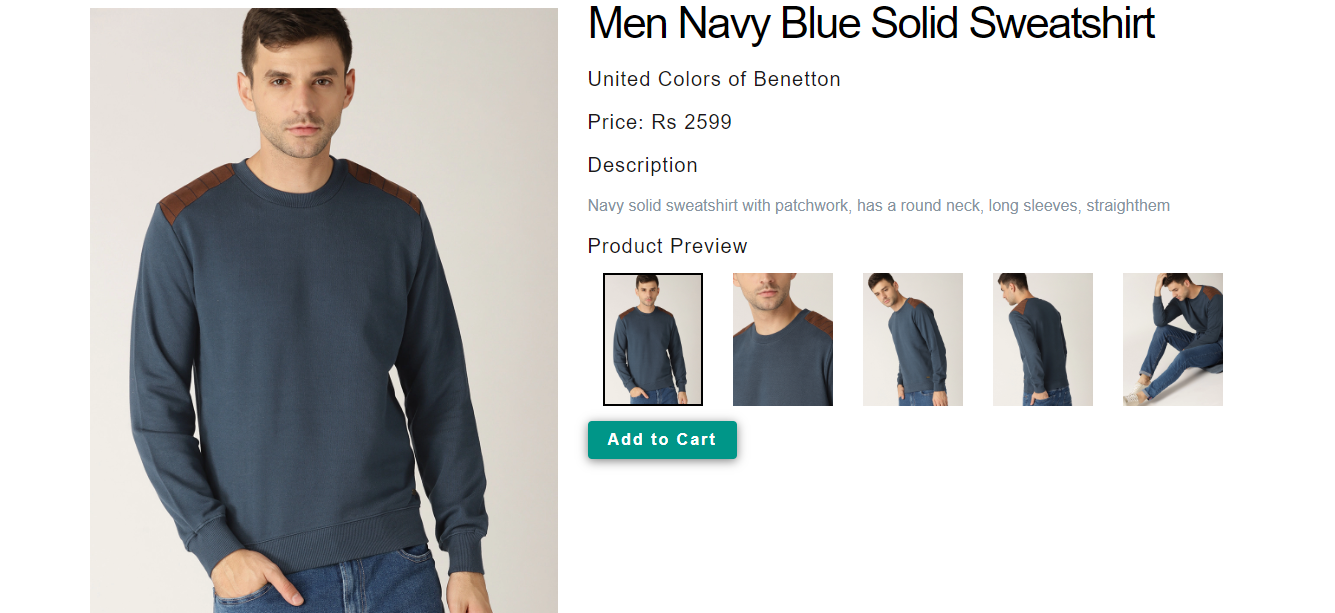 Men Navy Blue Solid Sweatshirt
United Colors of Benetton
Price: Rs 2599
Description
Navy solid sweatshirt with patchwork, has a round neck, long sleeves, straighthem
Product Preview
Add to Cart